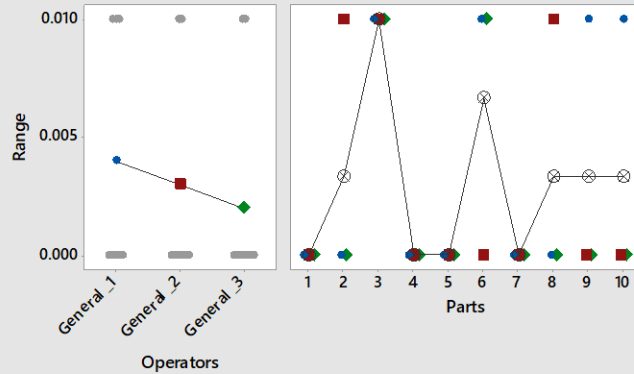 Range
0.010
0.005
0.000
General_1 General_2 General_3
Operators
1 2 3 4 5 6 7 8 9 10
Parts